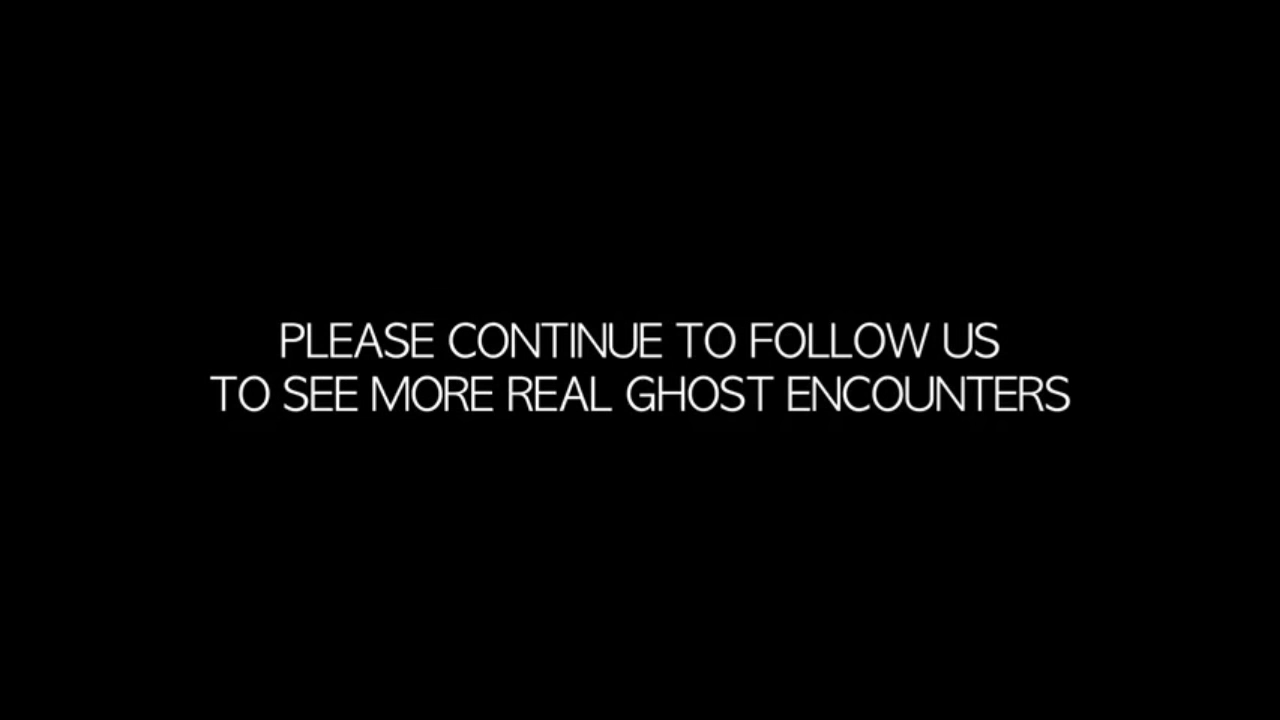 PLEASE CONTINUE TO FOLLOW US
TO SEE MORE REAL GHOST ENCOUNTERS